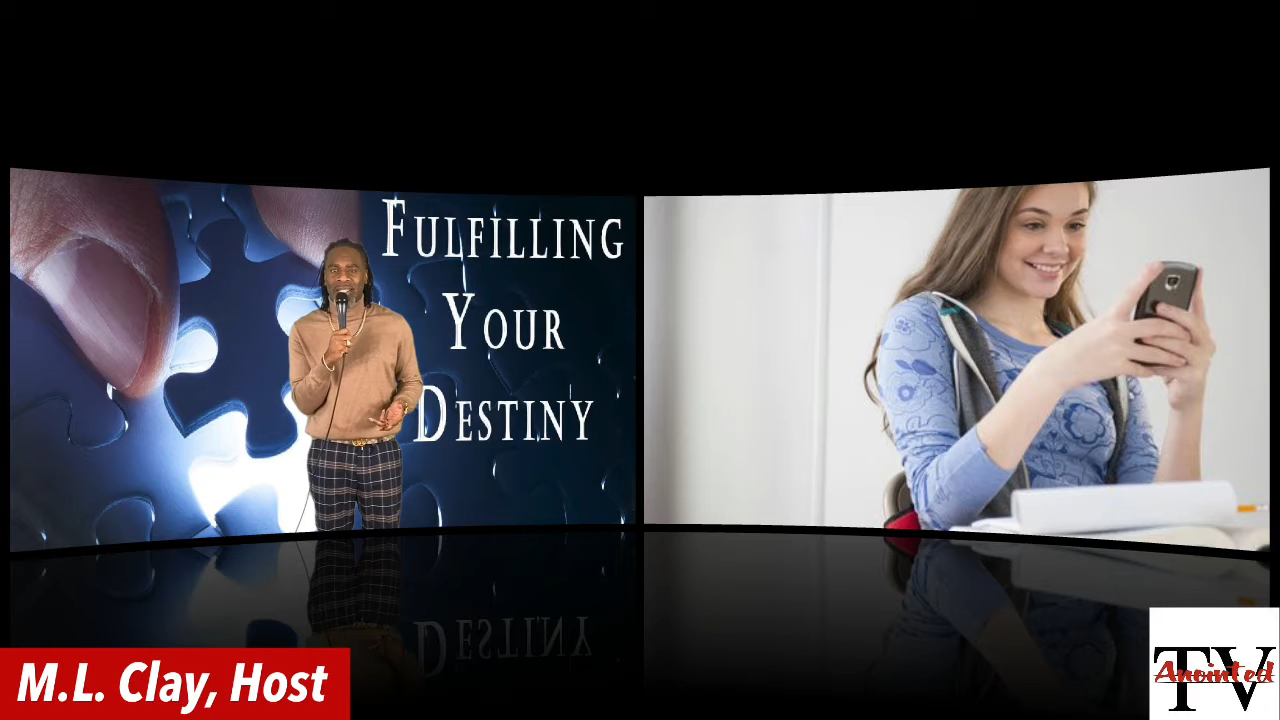 FULFILLING
YOUR
DESTINY
M.L. Clay, Host
TV
Anointed